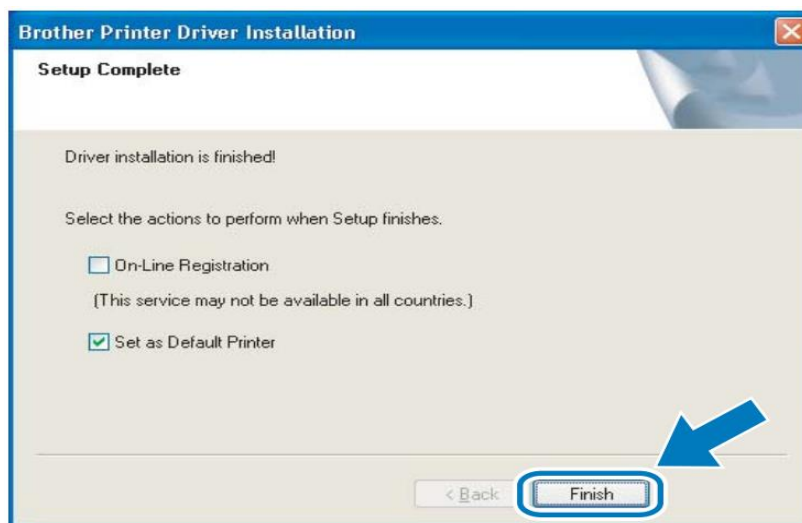 Brother Printer Driver Installation
Setup Complete
Driver installation is finished!
Select the actions to perform when Setup finishes.
On-Line Registration
(This service may not be available in all countries.)
Set as Default Printer
< Back
Finish